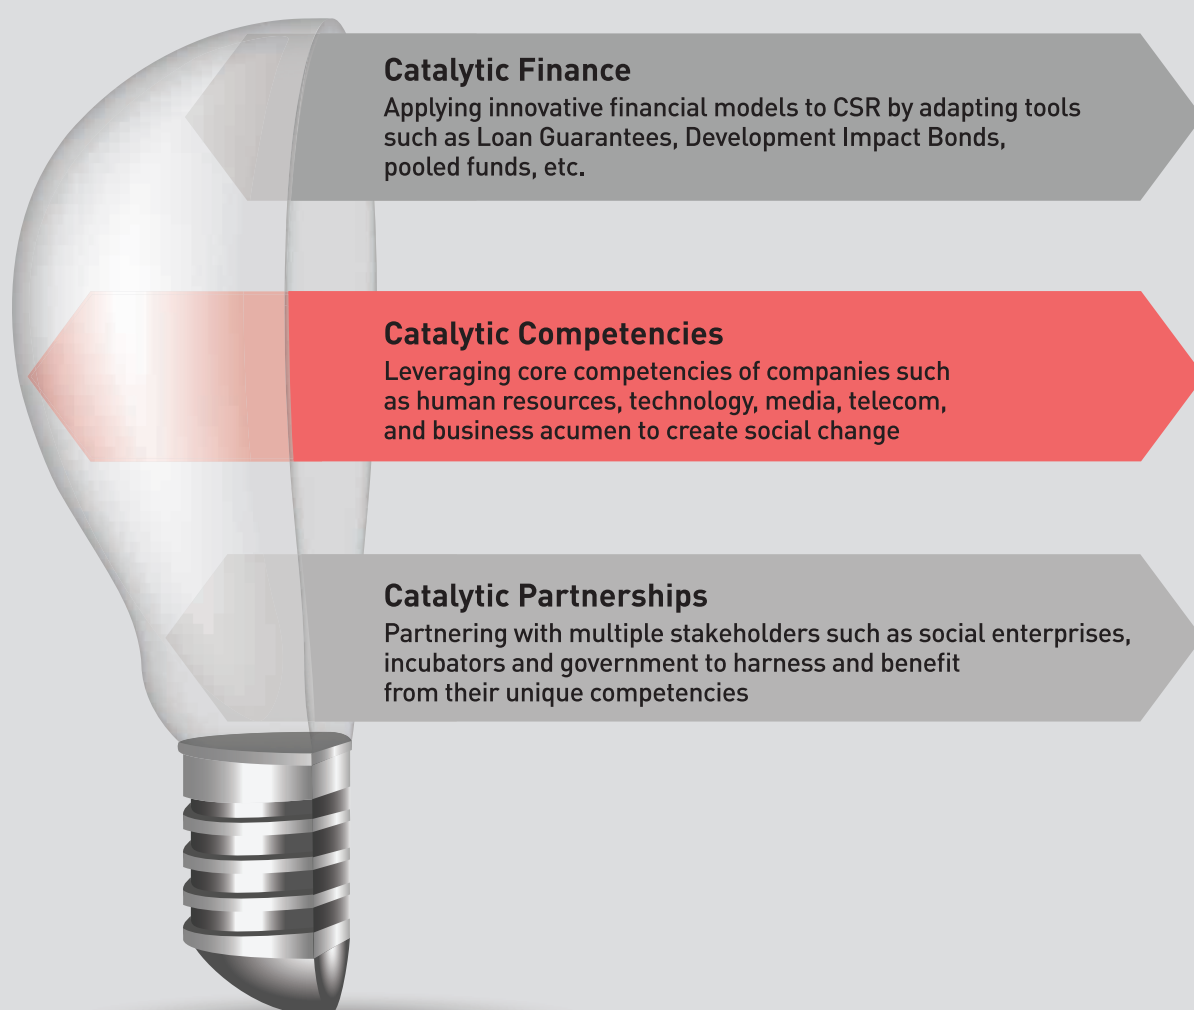 Catalytic Finance
Applying innovative financial models to CSR by adapting tools
such as Loan Guarantees, Development Impact Bonds,
pooled funds, etc.
Catalytic Competencies
Leveraging core competencies of companies such
as human resources, technology, media, telecom,
and business acumen to create social change
Catalytic Partnerships
Partnering with multiple stakeholders such as social enterprises,
incubators and government to harness and benefit
from their unique competencies